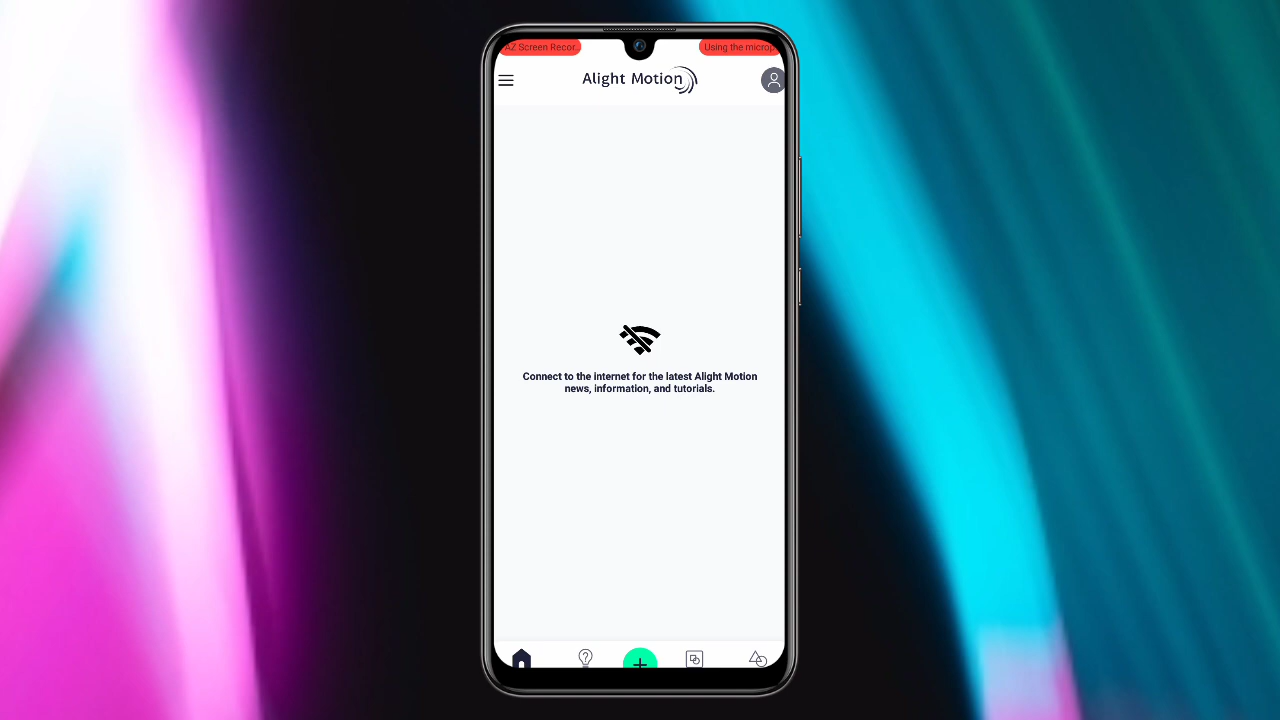 AZ Screen Recor
Using the microp
Alight Motion
Connect to the internet for the latest Alight Motion
news, information, and tutorials.